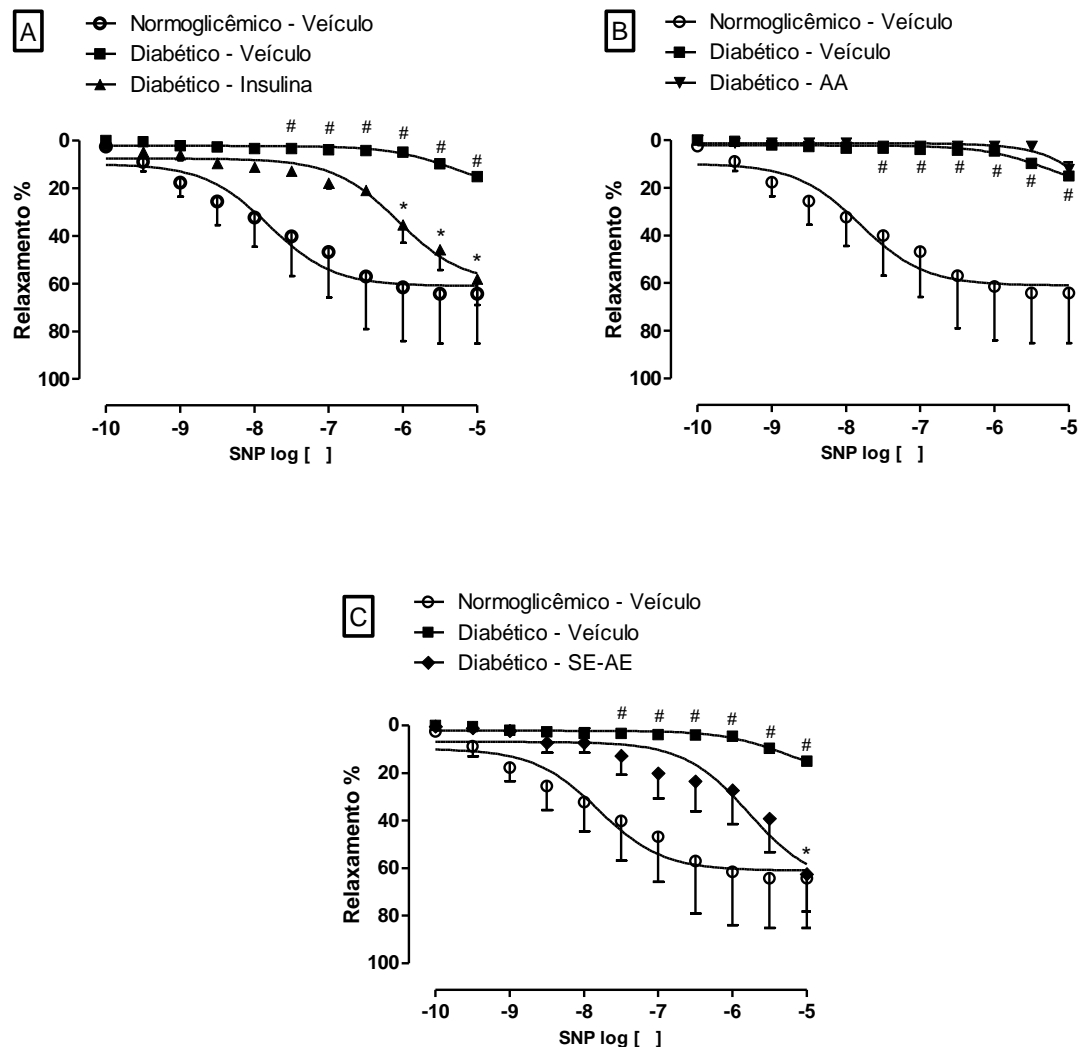 A
Normoglicêmico - Veículo
Diabético - Veículo
Diabético - Insulina
# # # # # #
* * *
0
20
40
60
80
100
Relaxamento %
-10 -9 -8 -7 -6 -5
SNP log [ ]
B
Normoglicêmico - Veículo
Diabético - Veículo
Diabético - AA
# # # # # #
0
20
40
60
80
100
Relaxamento %
-10 -9 -8 -7 -6 -5
SNP log [ ]
C
Normoglicêmico - Veículo
Diabético - Veículo
Diabético - SE-AE
# # # # # #
*
0
20
40
60
80
100
Relaxamento %
-10 -9 -8 -7 -6 -5
SNP log [ ]